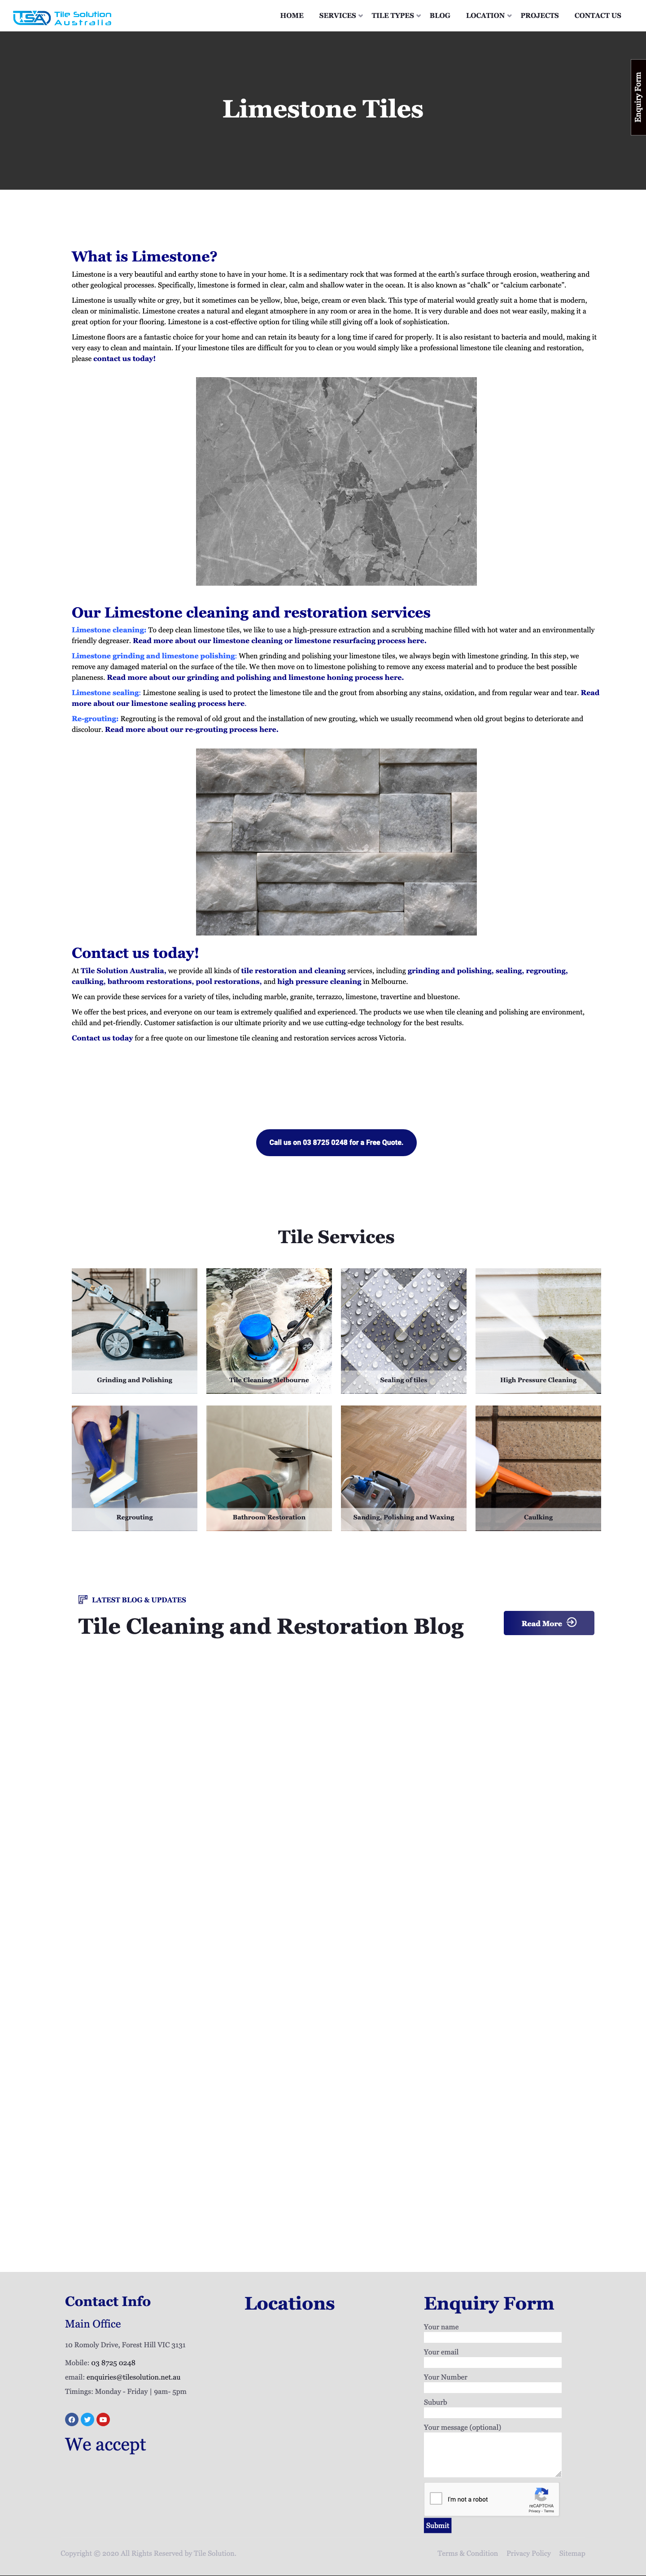 TSA Tile Solution
Australia
HOME SERVICES TILE TYPES BLOG LOCATION PROJECTS CONTACT US
Enquiry Form
Limestone Tiles
What is Limestone?
Limestone is a very beautiful and earthy stone to have in your home. It is a sedimentary rock that was formed at the earth's surface through erosion, weathering and
other geological processes. Specifically, limestone is formed in clear, calm and shallow water in the ocean. It is also known as “chalk” or “calcium carbonate”.
Limestone is usually white or grey, but it sometimes can be yellow, blue, beige, cream or even black. This type of material would greatly suit a home that is modern,
clean or minimalistic. Limestone creates a natural and elegant atmosphere in any room or area in the home. It is very durable and does not wear easily, making it a
great option for your flooring. Limestone is a cost-effective option for tiling while still giving off a look of sophistication.
Limestone floors are a fantastic choice for your home and can retain its beauty for a long time if cared for properly. It is also resistant to bacteria and mould, making it
very easy to clean and maintain. If your limestone tiles are difficult for you to clean or you would simply like a professional limestone tile cleaning and restoration,
please contact us today!
Our Limestone cleaning and restoration services
Limestone cleaning: To deep clean limestone tiles, we like to use a high-pressure extraction and a scrubbing machine filled with hot water and an environmentally
friendly degreaser. Read more about our limestone cleaning or limestone resurfacing process here.
Limestone grinding and limestone polishing: When grinding and polishing your limestone tiles, we always begin with limestone grinding. In this step, we
remove any damaged material on the surface of the tile. We then move on to limestone polishing to remove any excess material and to produce the best possible
planeness. Read more about our grinding and polishing and limestone honing process here.
Limestone sealing: Limestone sealing is used to protect the limestone tile and the grout from absorbing any stains, oxidation, and from regular wear and tear. Read
more about our limestone sealing process here.
Re-grouting: Regrouting is the removal of old grout and the installation of new grouting, which we usually recommend when old grout begins to deteriorate and
discolour. Read more about our re-grouting process here.
Contact us today!
At Tile Solution Australia, we provide all kinds of tile restoration and cleaning services, including grinding and polishing, sealing, regrouting,
caulking, bathroom restorations, pool restorations, and high pressure cleaning in Melbourne.
We can provide these services for a variety of tiles, including marble, granite, terrazzo, limestone, travertine and bluestone.
We offer the best prices, and everyone on our team is extremely qualified and experienced. The products we use when tile cleaning and polishing are environment,
child and pet-friendly. Customer satisfaction is our ultimate priority and we use cutting-edge technology for the best results.
Contact us today for a free quote on our limestone tile cleaning and restoration services across Victoria.
Call us on 03 8725 0248 for a Free Quote.
Tile Services
Grinding and Polishing
Tile Cleaning Melbourne
Sealing of tiles
High Pressure Cleaning
Regrouting
Bathroom Restoration
Sanding, Polishing and Waxing
Caulking
LATEST BLOG & UPDATES
Tile Cleaning and Restoration Blog
Read More
Contact Info
Main Office
10 Romoly Drive, Forest Hill VIC 3131
Mobile: 03 8725 0248
email: enquiries@tilesolution.net.au
Timings: Monday - Friday | 9am- 5pm
We accept
Locations
Enquiry Form
Your name
Your email
Your Number
Suburb
Your message (optional)
I'm not a robot
reCAPTCHA
Privacy - Terms
Submit
Copyright © 2020 All Rights Reserved by Tile Solution.
Terms & Condition Privacy Policy Sitemap